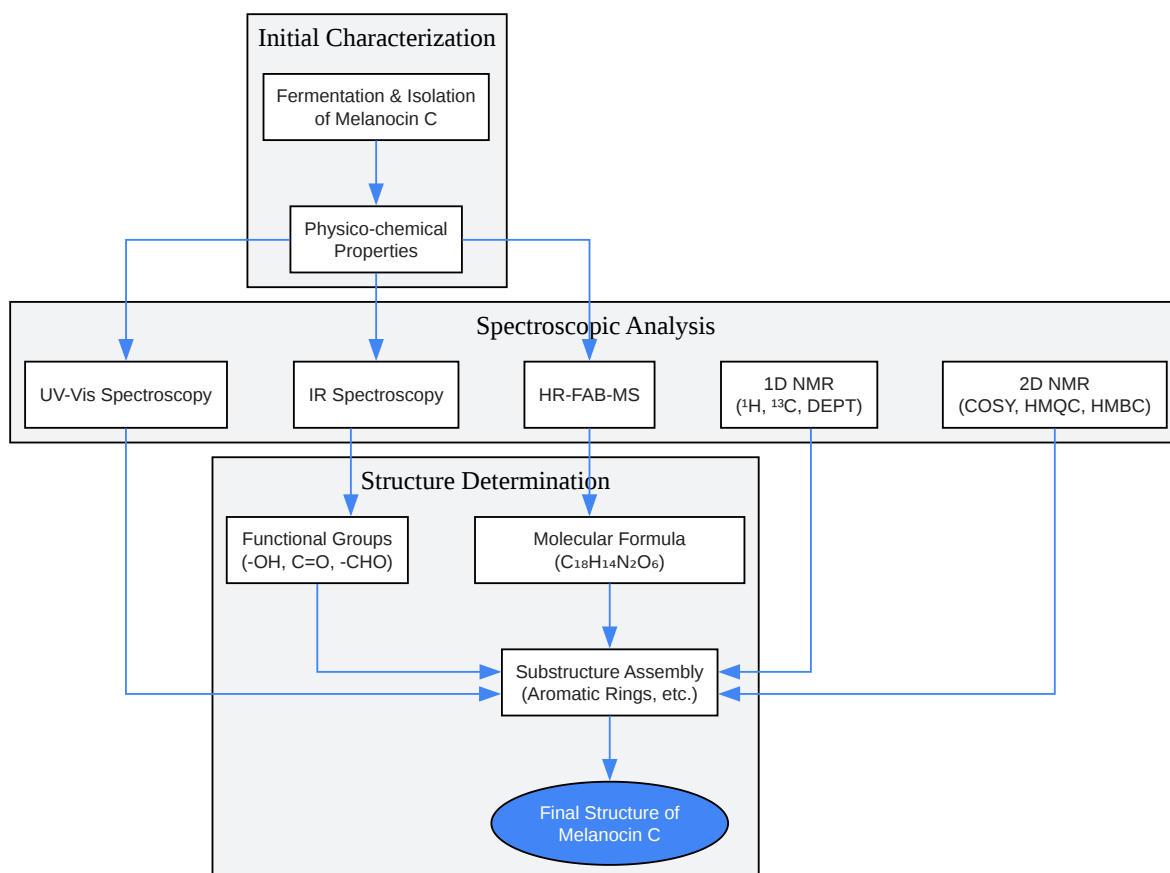 Initial Characterization
Fermentation & Isolation
of Melanocin C
Physico-chemical
Properties
Spectroscopic Analysis
UV-Vis Spectroscopy
IR Spectroscopy
HR-FAB-MS
1D NMR
(¹H, ¹³C, DEPT)
2D NMR
(COSY, HMQC, HMBC)
Structure Determination
Functional Groups
(-OH, C=O, -CHO)
Molecular Formula
(C₁₈H₁₄N₂O₆)
Substructure Assembly
(Aromatic Rings, etc.)
Final Structure of
Melanocin C